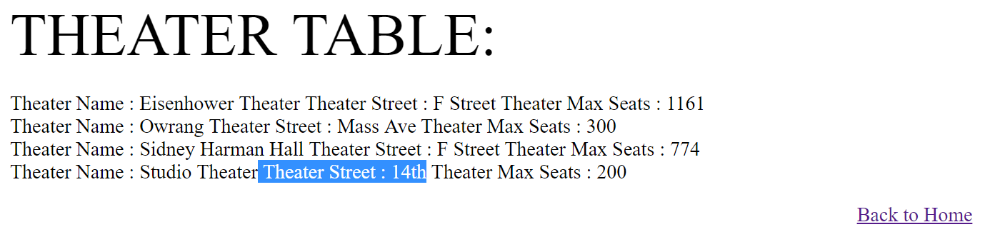 THEATER TABLE:
Theater Name : Eisenhower Theater Theater Street : F Street Theater Max Seats : 1161
Theater Name : Owrang Theater Street : Mass Ave Theater Max Seats : 300
Theater Name : Sidney Harman Hall Theater Street : F Street Theater Max Seats : 774
Theater Name : Studio Theater Theater Street : 14th Theater Max Seats : 200
Back to Home